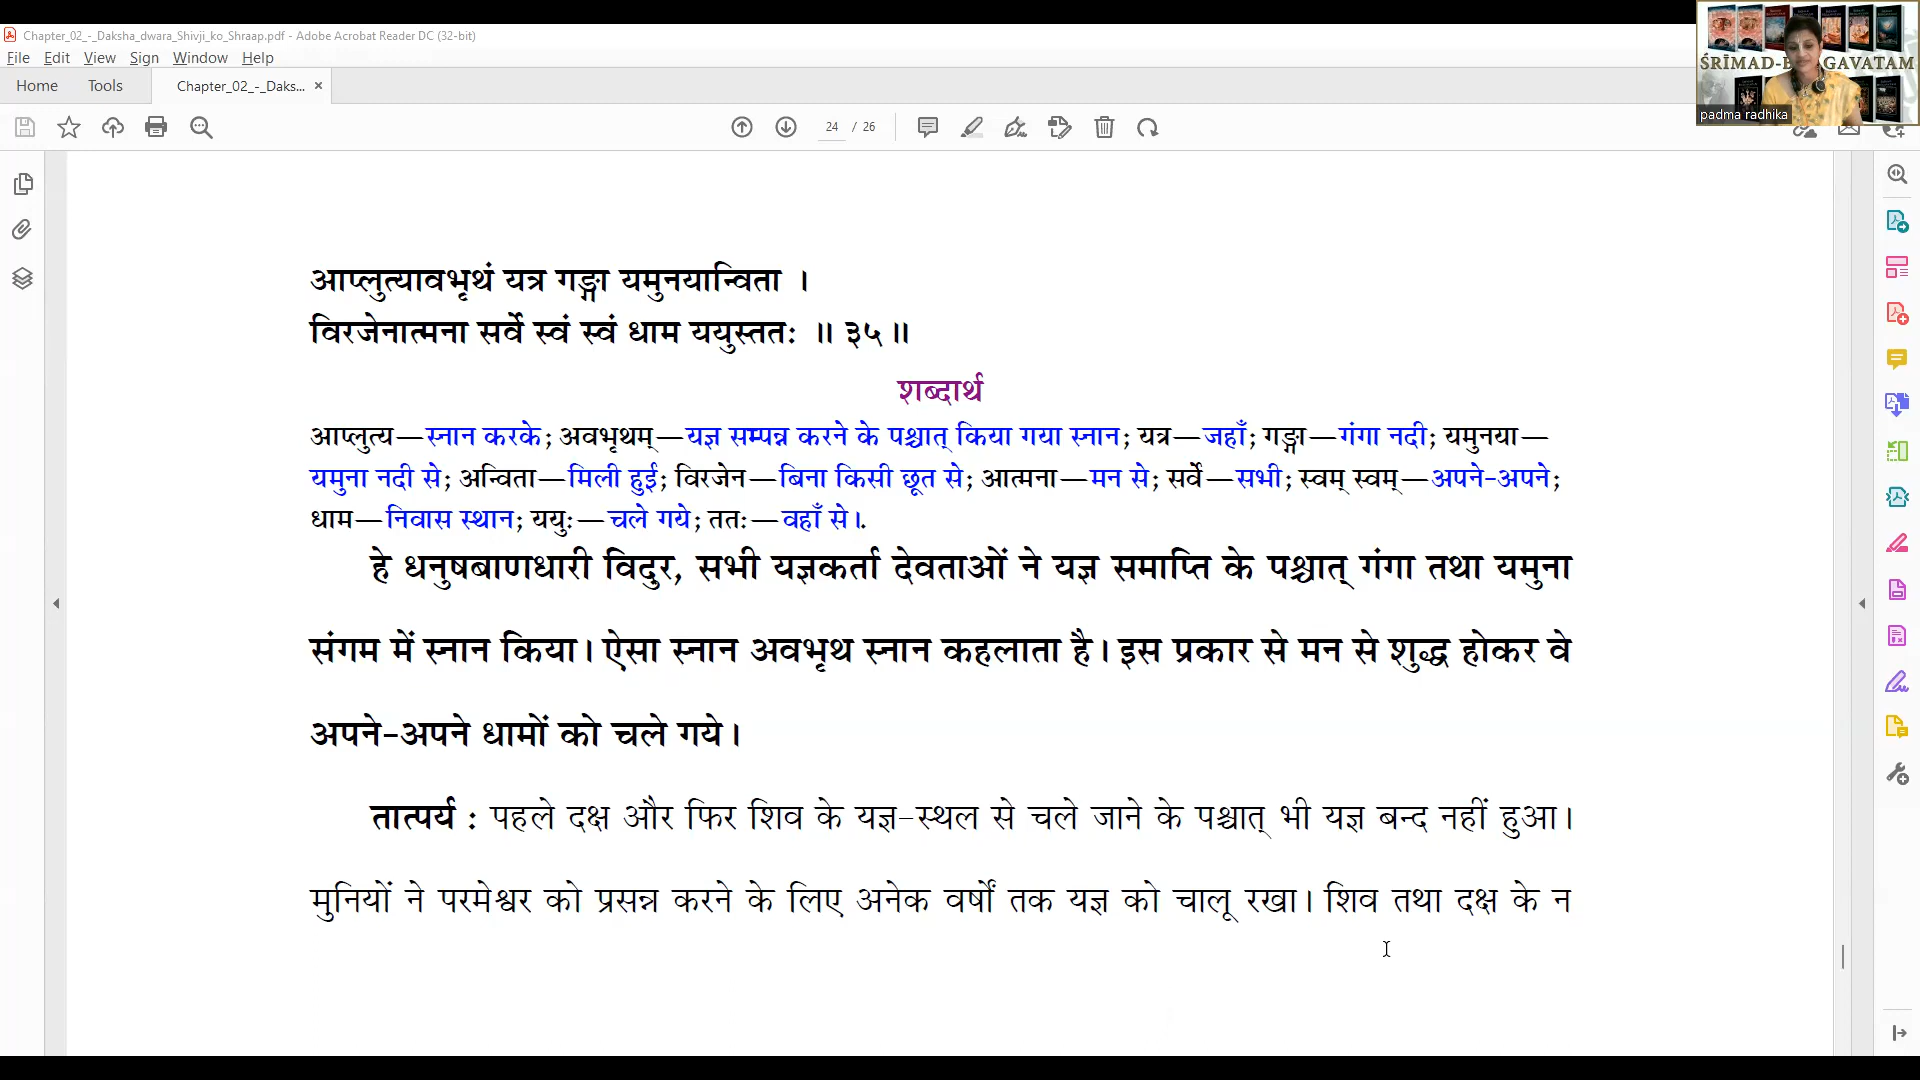 Chapter_02_-_Daksha_dwara_Shivji_ko_Shraap.pdf - Adobe Acrobat Reader DC (32-bit)
File Edit View Sign Window Help
Home Tools Chapter_02_-_Daks... ×
24 / 26
ŚRĪMAD-B GAVATAM
padma radhika
आप्लुत्यावभृथं यत्र गङ्गा यमुनयान्विता ।
विरजेनात्मना सर्वे स्वं स्वं धाम ययुस्ततः ॥ ३५॥
शब्दार्थ
आप्लुत्य—स्नान करके; अवभृथम्—यज्ञ सम्पन्न करने के पश्चात् किया गया स्नान; यत्र—जहाँ; गङ्गा—गंगा नदी; यमुनया—
यमुना नदी से; अन्विता—मिली हुई; विरजेन—बिना किसी छूत से; आत्मना—मन से; सर्वे—सभी; स्वम् स्वम्—अपने-अपने;
धाम—निवास स्थान; ययुः—चले गये; ततः—वहाँ से।.
हे धनुषबाणधारी विदुर, सभी यज्ञकर्ता देवताओं ने यज्ञ समाप्ति के पश्चात् गंगा तथा यमुना
संगम में स्नान किया। ऐसा स्नान अवभृथ स्नान कहलाता है। इस प्रकार से मन से शुद्ध होकर वे
अपने-अपने धामों को चले गये।
तात्पर्य : पहले दक्ष और फिर शिव के यज्ञ-स्थल से चले जाने के पश्चात् भी यज्ञ बन्द नहीं हुआ।
मुनियों ने परमेश्वर को प्रसन्न करने के लिए अनेक वर्षों तक यज्ञ को चालू रखा। शिव तथा दक्ष के न